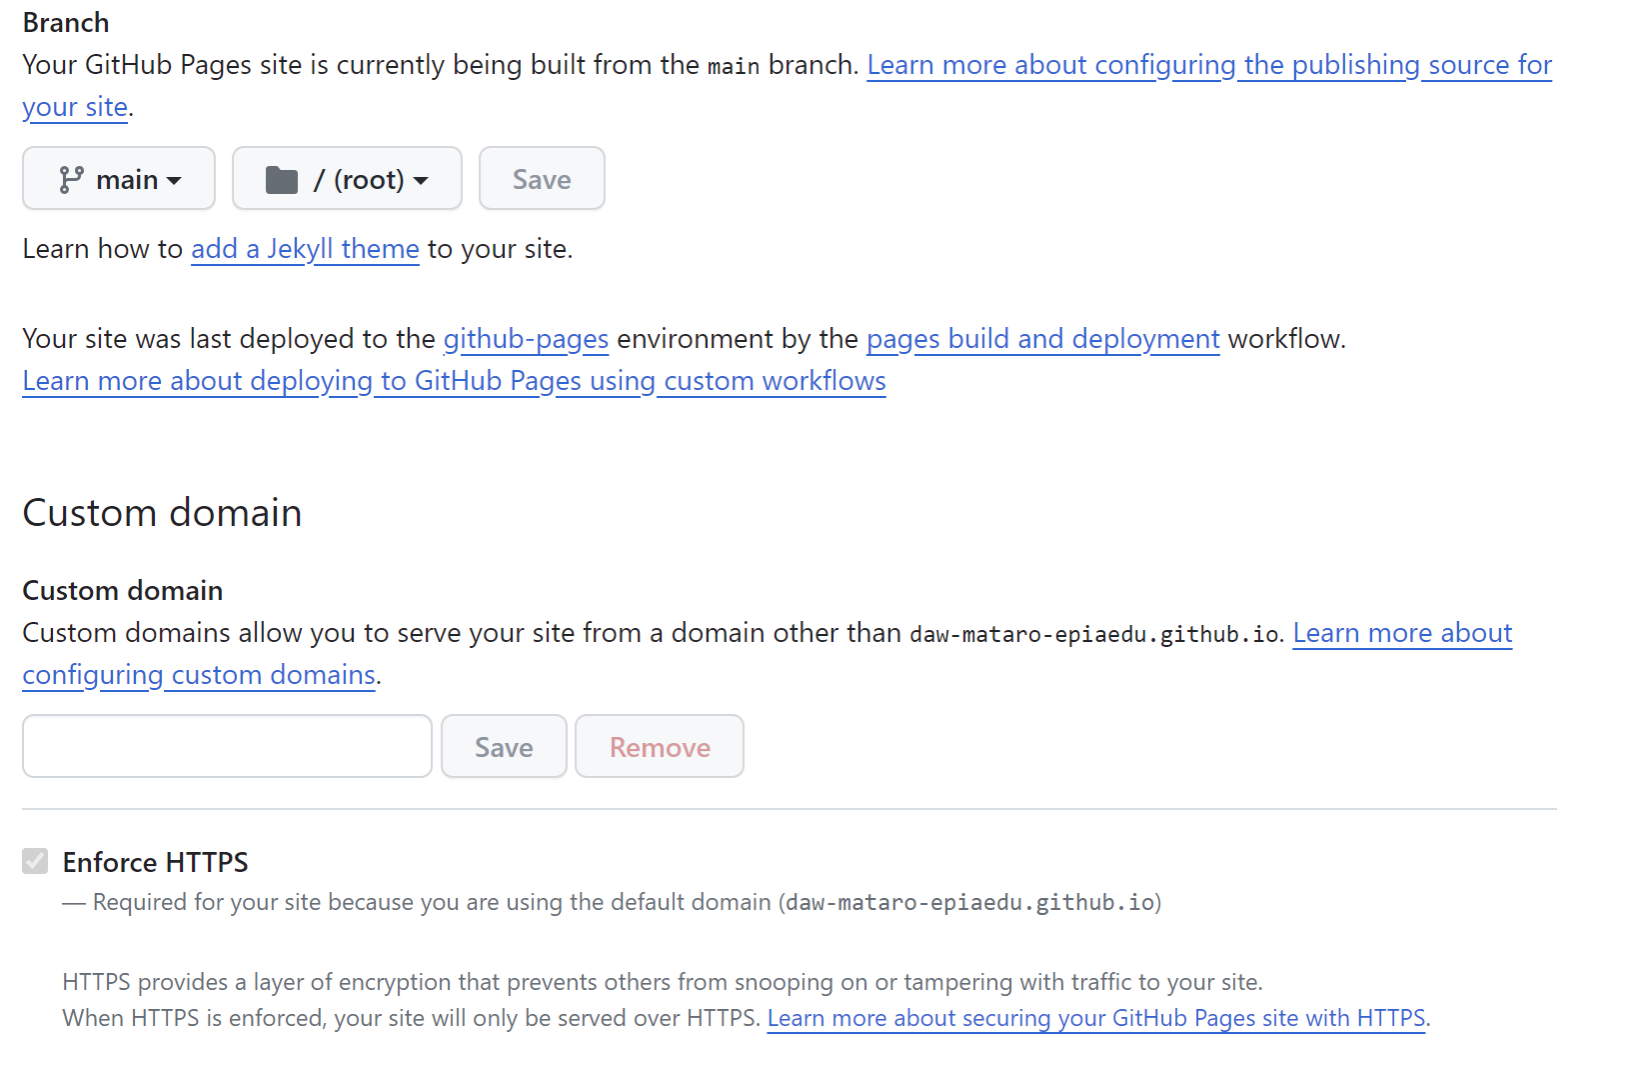 Branch
Your GitHub Pages site is currently being built from the main branch. Learn more about configuring the publishing source for
your site.
main
/ (root)
Save
Learn how to add a Jekyll theme to your site.
Your site was last deployed to the github-pages environment by the pages build and deployment workflow.
Learn more about deploying to GitHub Pages using custom workflows
Custom domain
Custom domain
Custom domains allow you to serve your site from a domain other than daw-mataro-epiaedu.github.io. Learn more about
configuring custom domains.
Save
Remove
Enforce HTTPS
— Required for your site because you are using the default domain (daw-mataro-epiaedu.github.io)
HTTPS provides a layer of encryption that prevents others from snooping on or tampering with traffic to your site.
When HTTPS is enforced, your site will only be served over HTTPS. Learn more about securing your GitHub Pages site with HTTPS.